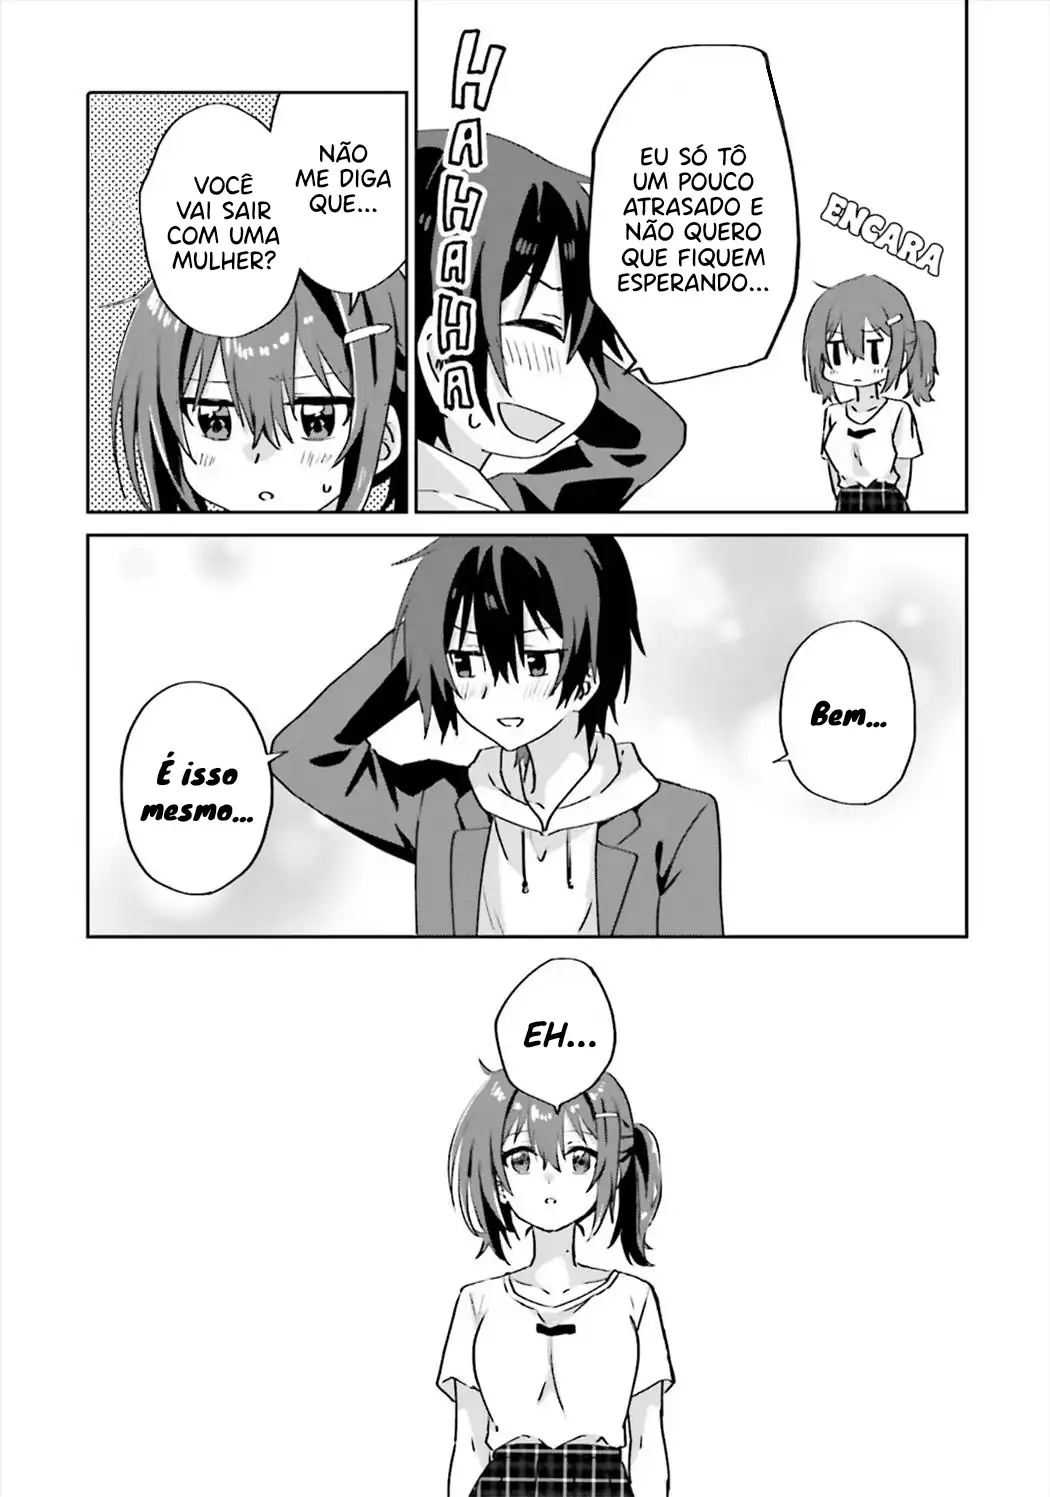 HAHAHAHA
EU SÓ TÔ
UM POUCO
ATRASADO E
NÃO QUERO
QUE FIQUEM
ESPERANDO...
ENCARA
NÃO
ME DIGA
QUE...
VOCÊ
VAI SAIR
COM UMA
MULHER?
Bem...
É isso
mesmo...
EH...